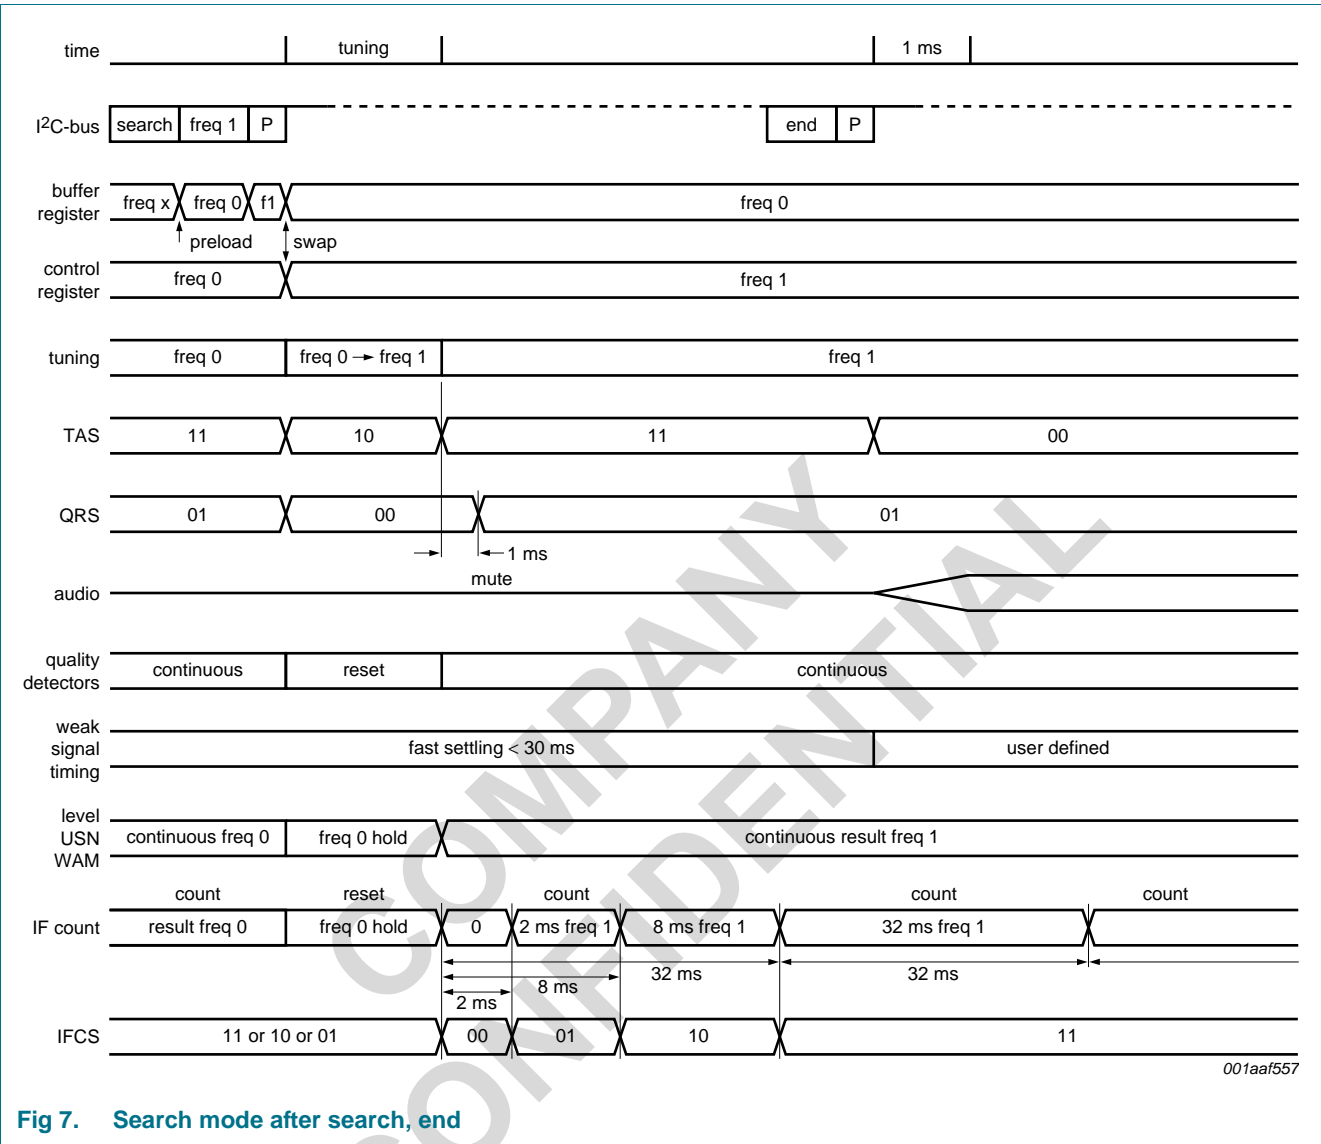 time tuning 1 ms
I2C-bus search freq 1 P end P
buffer register freq x freq 0 f1 freq 0
preload swap
control register freq 0 freq 1
tuning freq 0 → freq 1 freq 1
TAS 11 10 11 00
QRS 01 00 01
1 ms
mute
audio
quality detectors continuous reset continuous
weak signal timing fast settling < 30 ms user defined
level USN WAM continuous freq 0 freq 0 hold continuous result freq 1
count reset count count count
IF count result freq 0 freq 0 hold 0 2 ms freq 1 8 ms freq 1 32 ms freq 1
32 ms 32 ms
8 ms
2 ms
IFCS 11 or 10 or 01 00 01 10 11
001aaf557
Fig 7. Search mode after search, end
COMPANY
CONFIDENTIAL